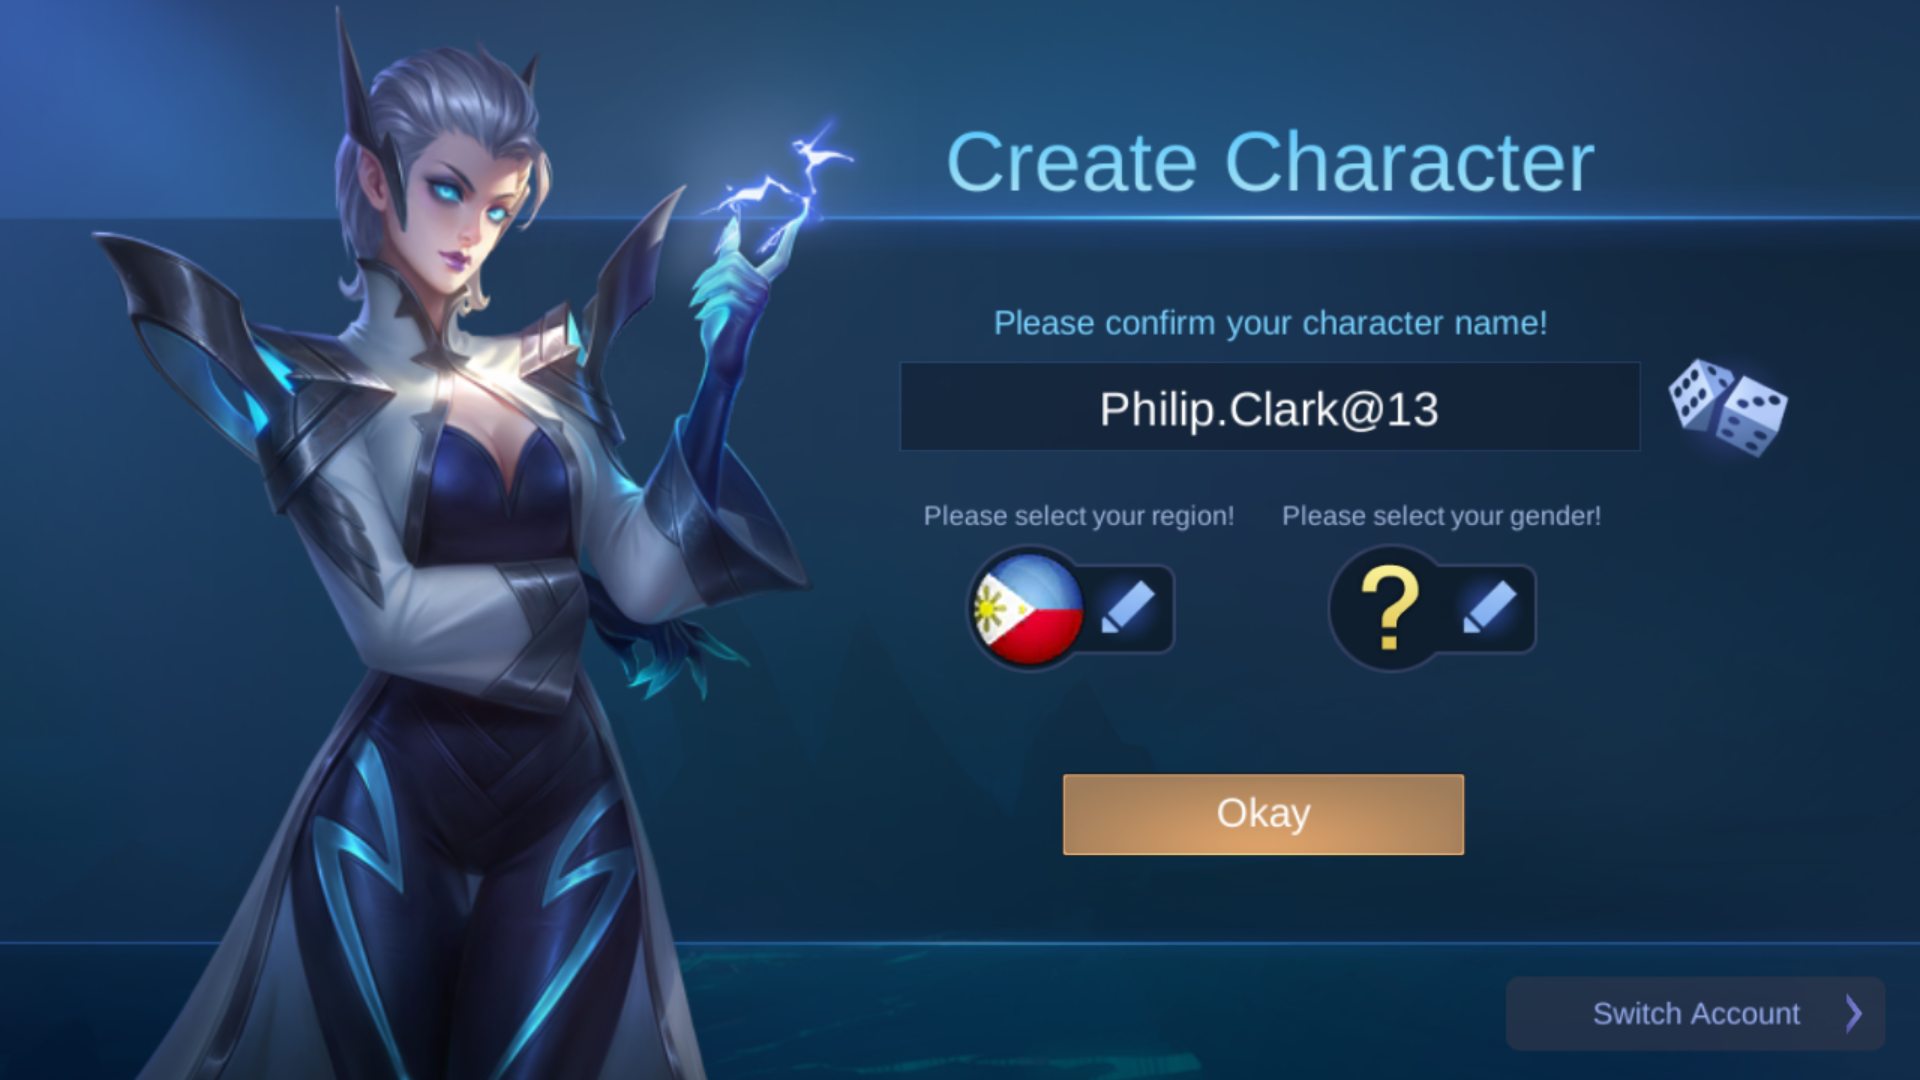 Create Character
Please confirm your character name!
Philip.Clark@13
Please select your region! Please select your gender!
?
Okay
Switch Account